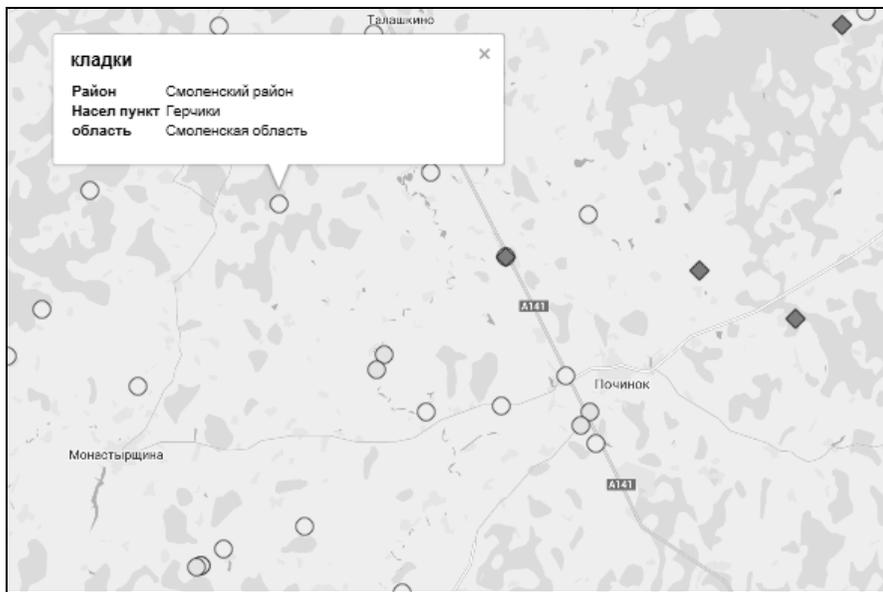 Талашкино
кладки
×
Район Смоленский район
Насел пункт Герчики
область Смоленская область
A141
Починок
Монастырщина
A141